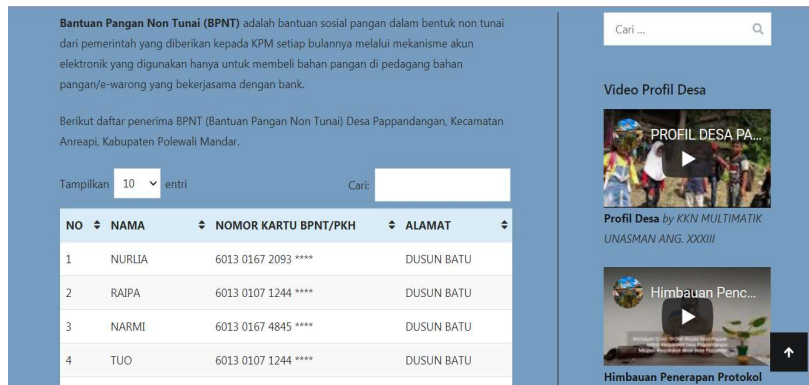 Bantuan Pangan Non Tunai (BPNT) adalah bantuan sosial pangan dalam bentuk non tunai
dari pemerintah yang diberikan kepada KPM setiap bulannya melalui mekanisme akun
elektronik yang digunakan hanya untuk membeli bahan pangan di pedagang bahan
pangan/e-warong yang bekerjasama dengan bank.
Berikut daftar penerima BPNT (Bantuan Pangan Non Tunai) Desa Pappandangan, Kecamatan
Anreapi, Kabupaten Polewali Mandar.
Tampilkan 10 entri Cari:
NO NAMA NOMOR KARTU BPNT/PKH ALAMAT
1 NURLIA 6013 0167 2093 **** DUSUN BATU
2 RAIPA 6013 0107 1244 **** DUSUN BATU
3 NARMI 6013 0167 4845 **** DUSUN BATU
4 TUO 6013 0107 1244 **** DUSUN BATU
Cari ...
Video Profil Desa
PROFIL DESA PA...
Profil Desa by KKN MULTIMATIK
UNASMAN ANG. XXXIII
Himbauan Penc...
Himbauan Penerapan Protokol